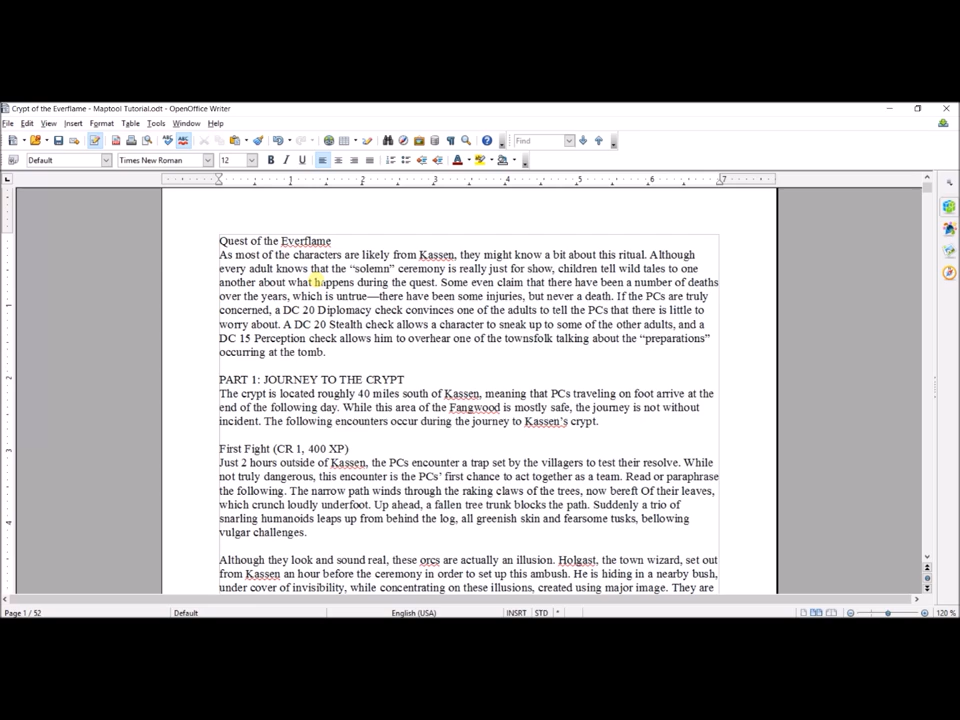 Crypt of the Everflame - Maptool Tutorial.odt - OpenOffice Writer
File Edit View Insert Format Table Tools Window Help
Find
Default Times New Roman 12 B I U A
1 2 3 4 5 6 7
Quest of the Everflame
As most of the characters are likely from Kassen, they might know a bit about this ritual. Although
every adult knows that the “solemn” ceremony is really just for show, children tell wild tales to one
another about what happens during the quest. Some even claim that there have been a number of deaths
over the years, which is untrue—there have been some injuries, but never a death. If the PCs are truly
concerned, a DC 20 Diplomacy check convinces one of the adults to tell the PCs that there is little to
worry about. A DC 20 Stealth check allows a character to sneak up to some of the other adults, and a
DC 15 Perception check allows him to overhear one of the townsfolk talking about the “preparations”
occurring at the tomb.
PART 1: JOURNEY TO THE CRYPT
The crypt is located roughly 40 miles south of Kassen, meaning that PCs traveling on foot arrive at the
end of the following day. While this area of the Fangwood is mostly safe, the journey is not without
incident. The following encounters occur during the journey to Kassen’s crypt.
First Fight (CR 1, 400 XP)
Just 2 hours outside of Kassen, the PCs encounter a trap set by the villagers to test their resolve. While
not truly dangerous, this encounter is the PCs’ first chance to act together as a team. Read or paraphrase
the following. The narrow path winds through the raking claws of the trees, now bereft Of their leaves,
which crunch loudly underfoot. Up ahead, a fallen tree trunk blocks the path. Suddenly a trio of
snarling humanoids leaps up from behind the log, all greenish skin and fearsome tusks, bellowing
vulgar challenges.
Although they look and sound real, these orcs are actually an illusion. Holgast, the town wizard, set out
from Kassen an hour before the ceremony in order to set up this ambush. He is hiding in a nearby bush,
under cover of invisibility, while concentrating on these illusions, created using major image. They are
Page 1 / 52 Default English (USA) INSRT STD * 120 %